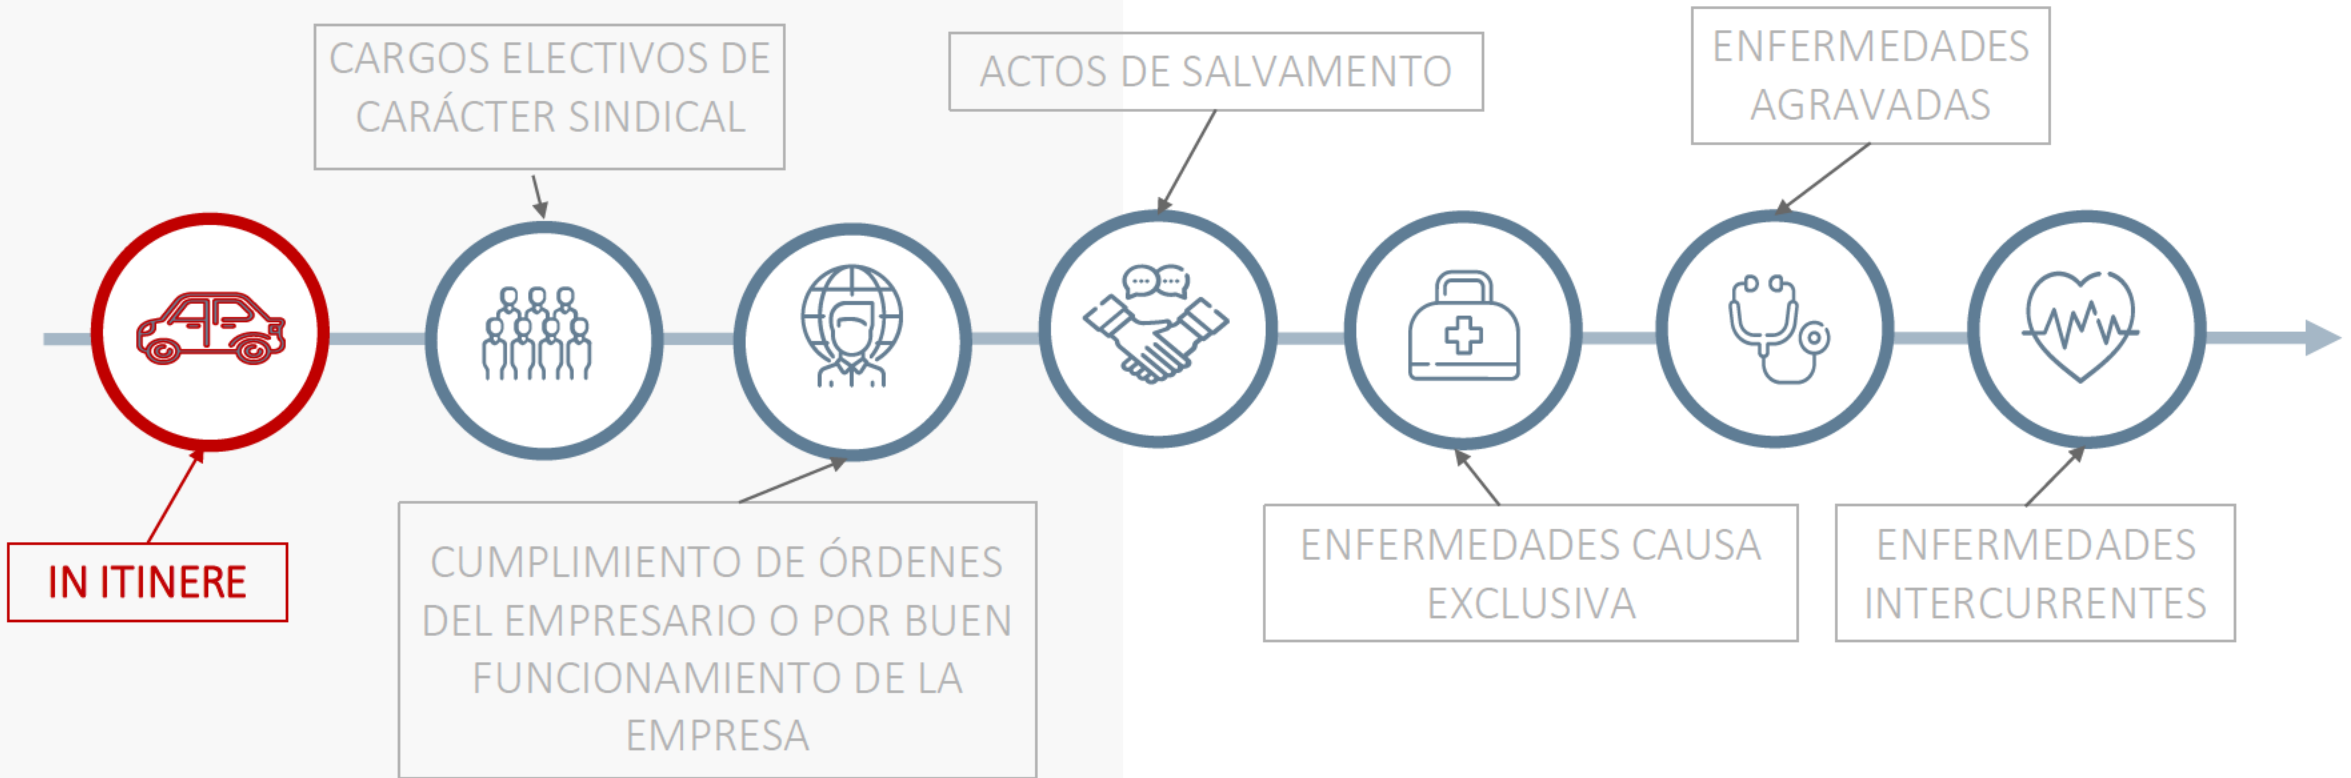 CARGOS ELECTIVOS DE
CARÁCTER SINDICAL
ACTOS DE SALVAMENTO
ENFERMEDADES
AGRAVADAS
IN ITINERE
CUMPLIMIENTO DE ÓRDENES
DEL EMPRESARIO O POR BUEN
FUNCIONAMIENTO DE LA
EMPRESA
ENFERMEDADES CAUSA
EXCLUSIVA
ENFERMEDADES
INTERCURRENTES